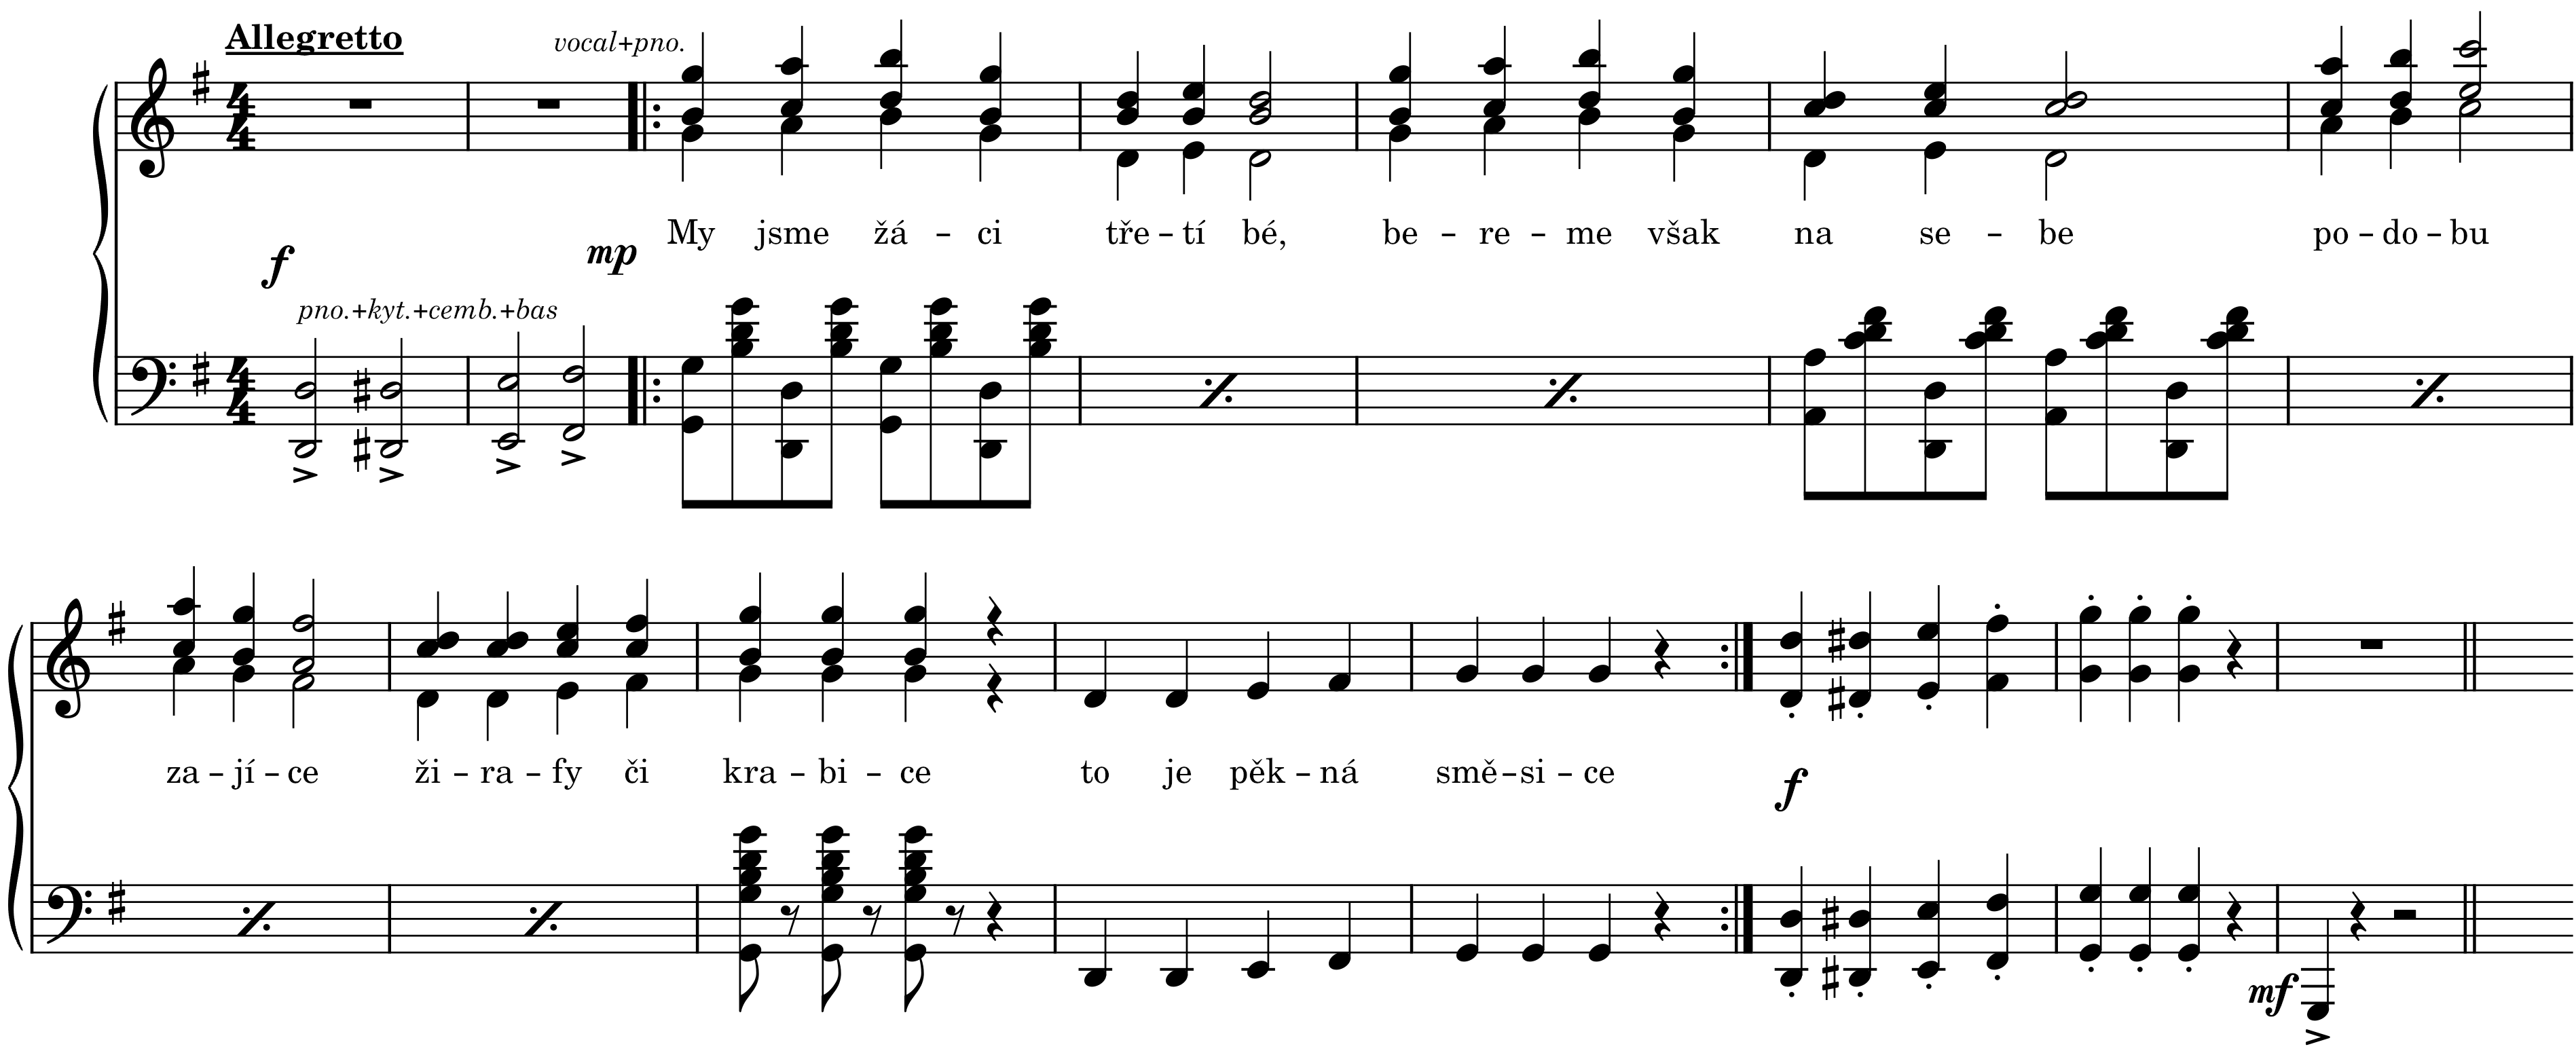 Allegretto
vocal+pno.
My jsme žá – ci tře – tí bé, be – re – me však na se – be po – do – bu
f mp
pno.+kyt.+cemb.+bas
za – jí – ce ži – ra – fy či kra – bi – ce to je pěk – ná smě – si – ce
f
mf